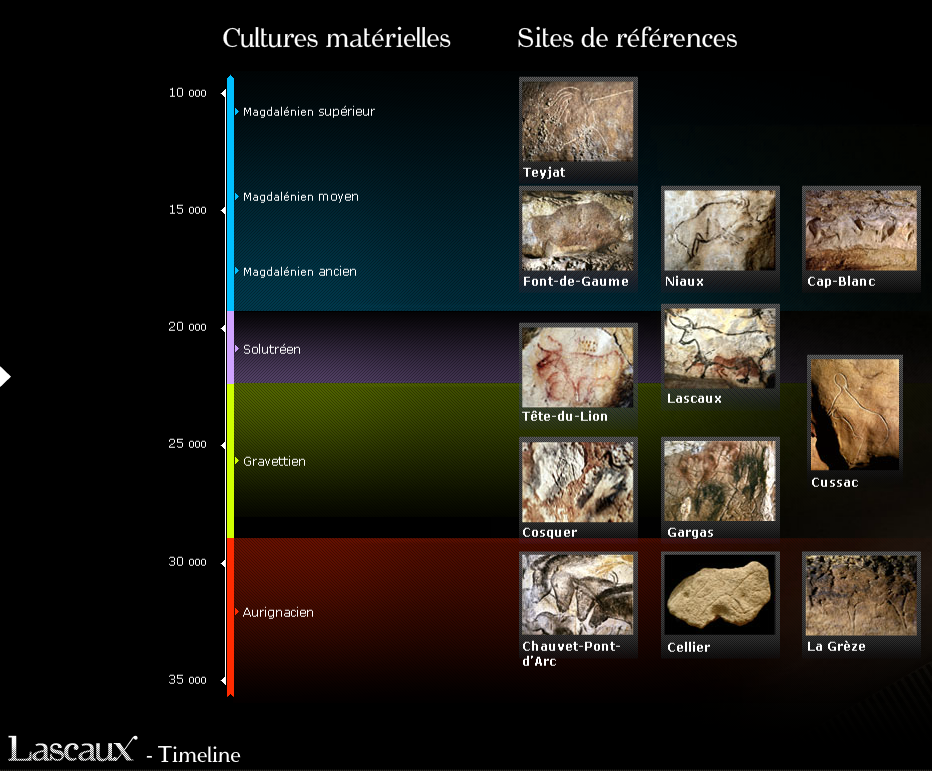 Cultures matérielles
Sites de références
10 000
Magdalénien supérieur
Teyjat
Magdalénien moyen
15 000
Magdalénien ancien
Font-de-Gaume
Niaux
Cap-Blanc
20 000
Solutréen
Tête-du-Lion
Lascaux
25 000
Gravettien
Cussac
Cosquer
Gargas
30 000
Aurignacien
Chauvet-Pont-
d'Arc
Cellier
La Grèze
35 000
Lascaux - Timeline